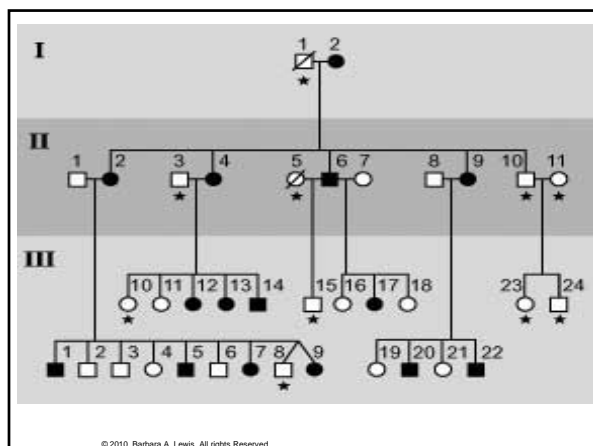 I
1 2
II
1 2 3 4 5 6 7 8 9 10 11
III
10 11 12 13 14 15 16 17 18 23 24
1 2 3 4 5 6 7 8 9 19 20 21 22
© 2010, Barbara A. Lewis, All rights Reserved